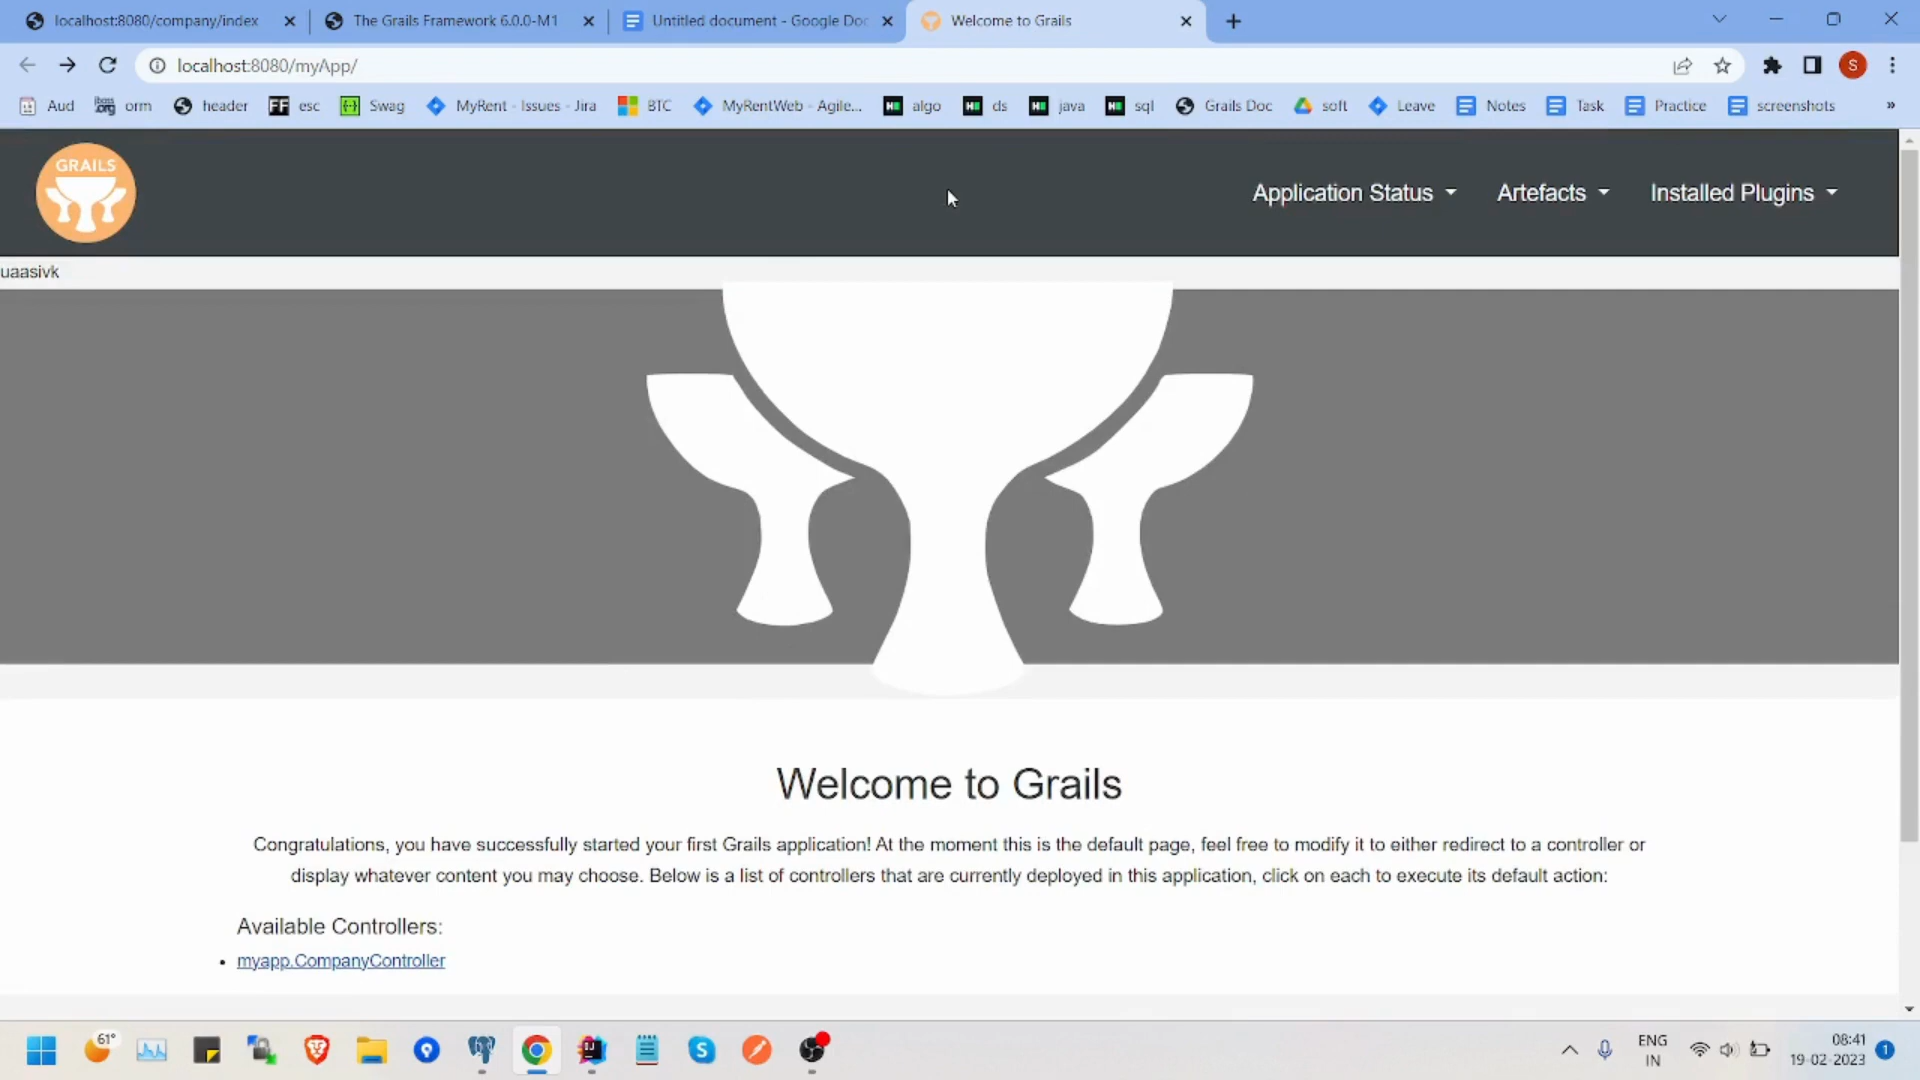 localhost:8080/company/index
The Grails Framework 6.0.0-M1
Untitled document - Google Doc
Welcome to Grails
localhost:8080/myApp/
S
Aud
jboss.org orm
header
FF esc
Swag
MyRent - Issues - Jira
BTC
MyRentWeb - Agile...
H algo
H ds
H java
H sql
Grails Doc
soft
Leave
Notes
Task
Practice
screenshots
»
GRAILS
Application Status
Artefacts
Installed Plugins
uaasivk
Welcome to Grails
Congratulations, you have successfully started your first Grails application! At the moment this is the default page, feel free to modify it to either redirect to a controller or
display whatever content you may choose. Below is a list of controllers that are currently deployed in this application, click on each to execute its default action:
Available Controllers:
• myapp.CompanyController
61°
S
ENG
IN
08:41
19-02-2023
1